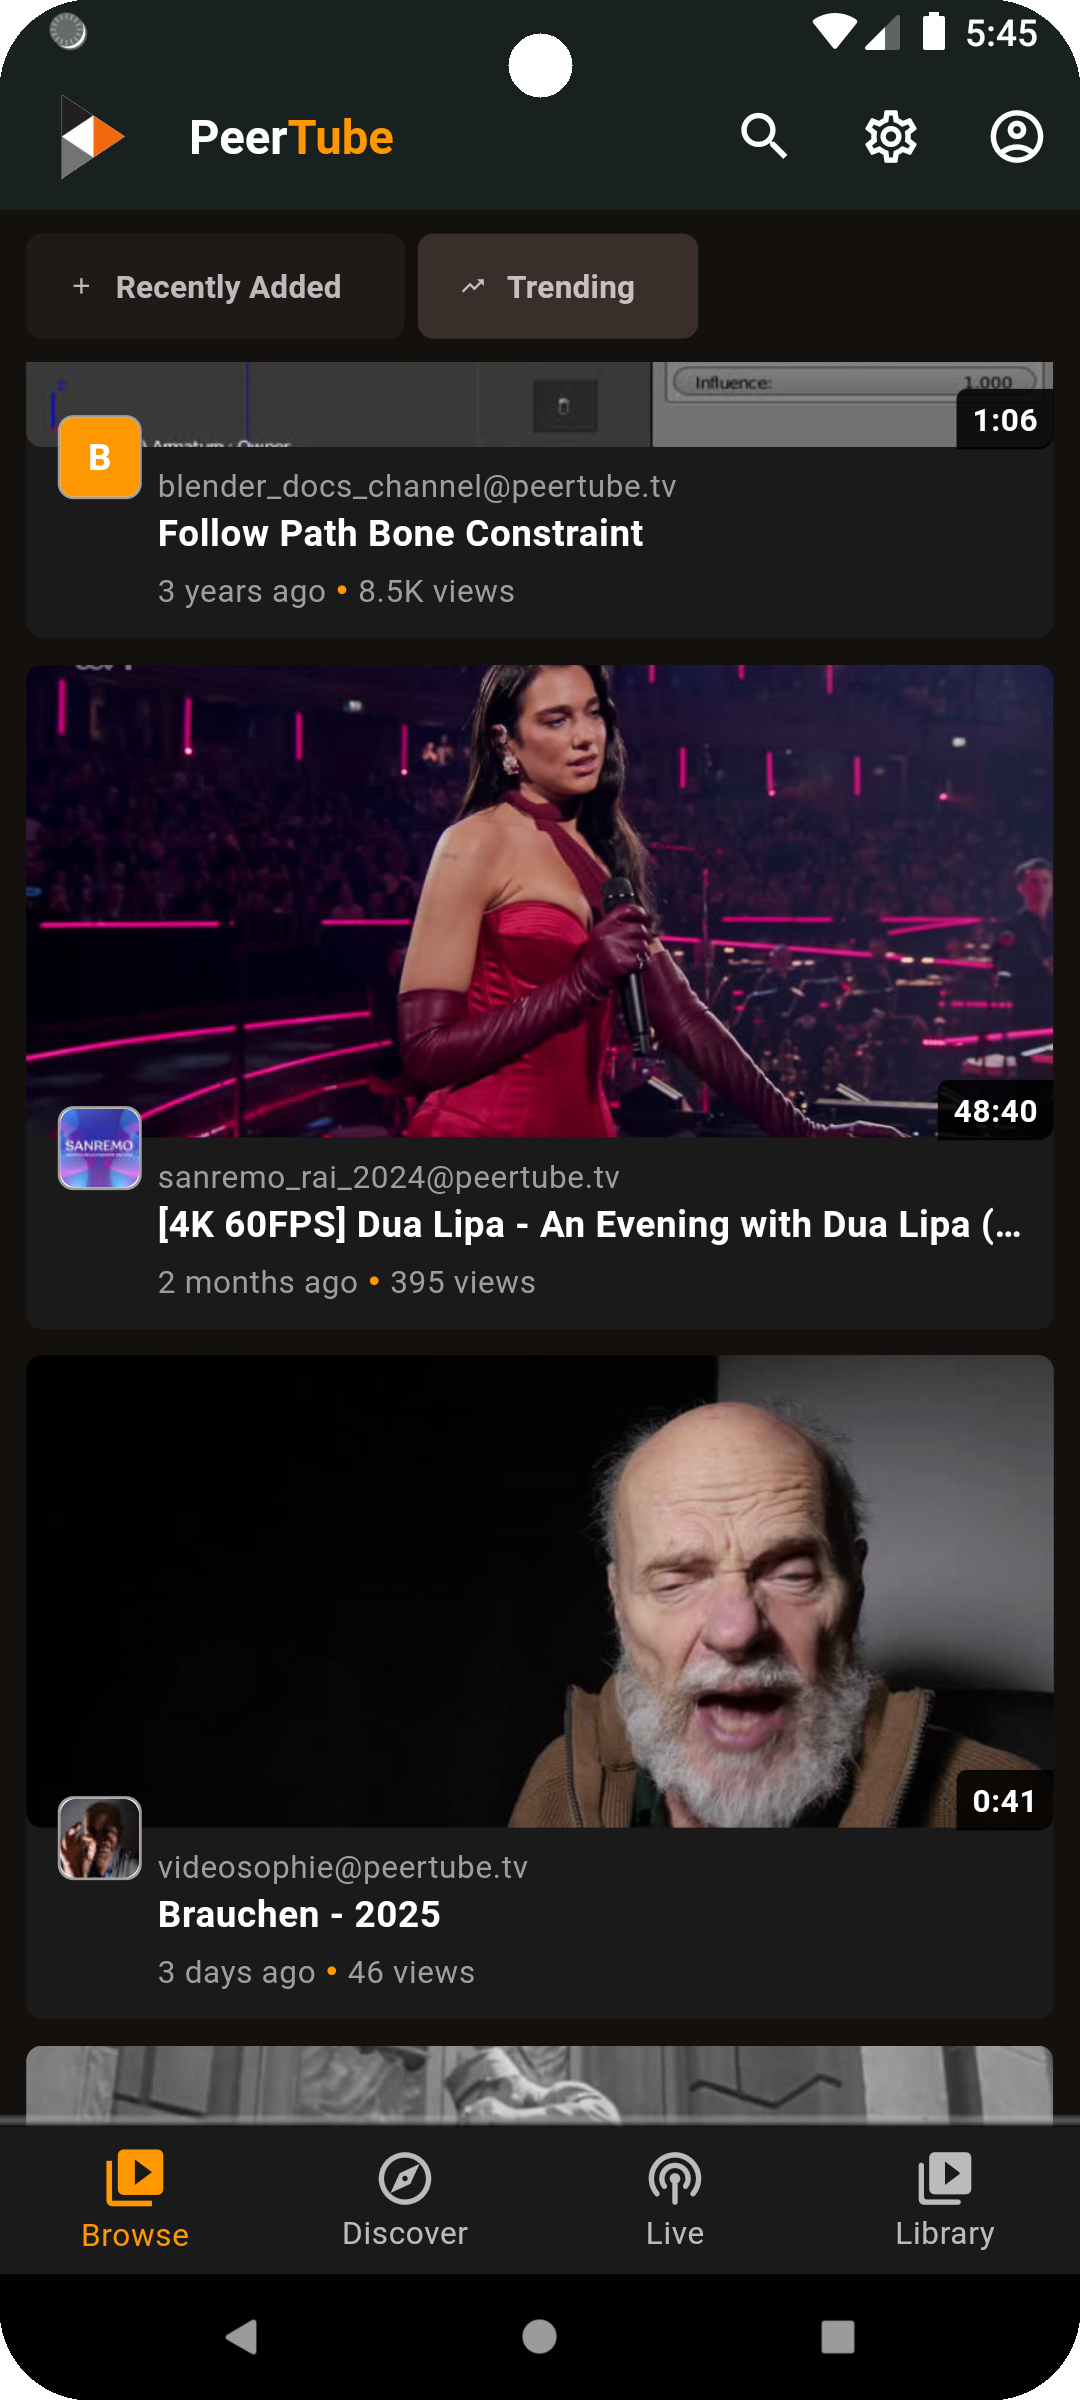 5:45
PeerTube
+ Recently Added
Trending
Influence: 1.000
1:06
B
blender_docs_channel@peertube.tv
Follow Path Bone Constraint
3 years ago • 8.5K views
48:40
SANREMO
sanremo_rai_2024@peertube.tv
[4K 60FPS] Dua Lipa - An Evening with Dua Lipa (...
2 months ago • 395 views
0:41
videosophie@peertube.tv
Brauchen - 2025
3 days ago • 46 views
Browse
Discover
Live
Library